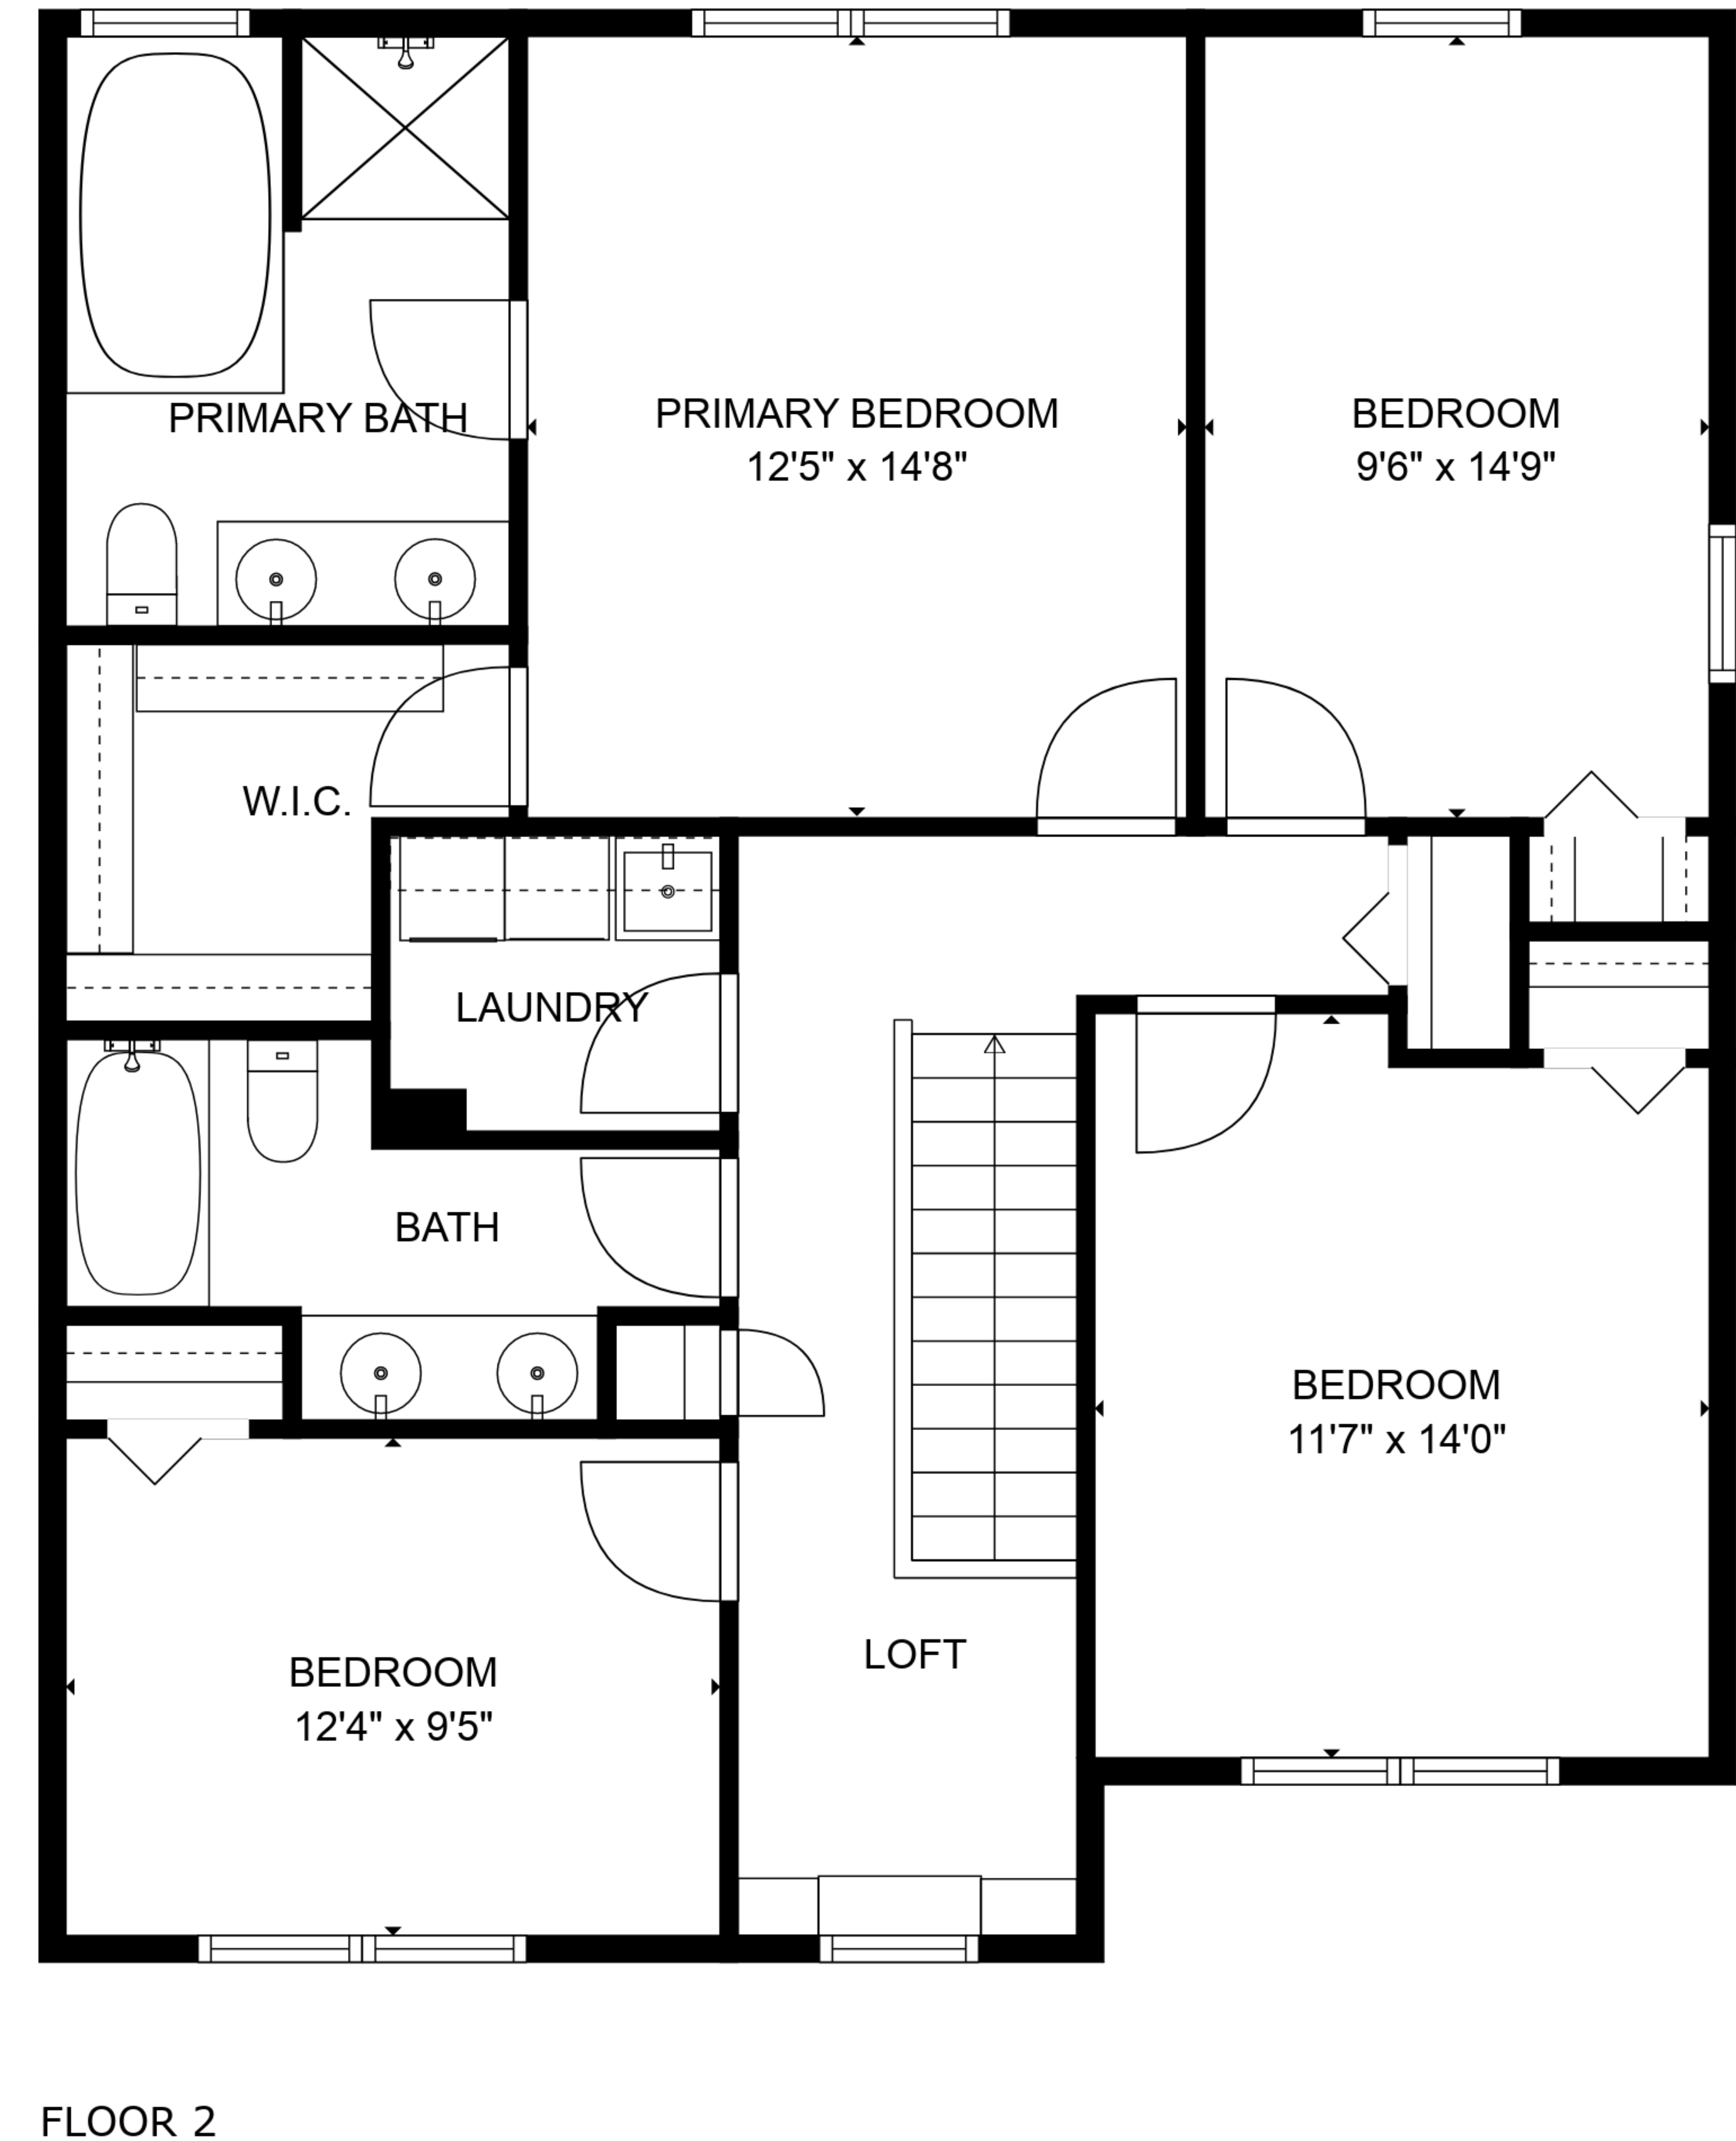 PRIMARY BATH
PRIMARY BEDROOM
12'5" x 14'8"
BEDROOM
9'6" x 14'9"
W.I.C.
LAUNDRY
BATH
BEDROOM
11'7" x 14'0"
LOFT
BEDROOM
12'4" x 9'5"
FLOOR 2